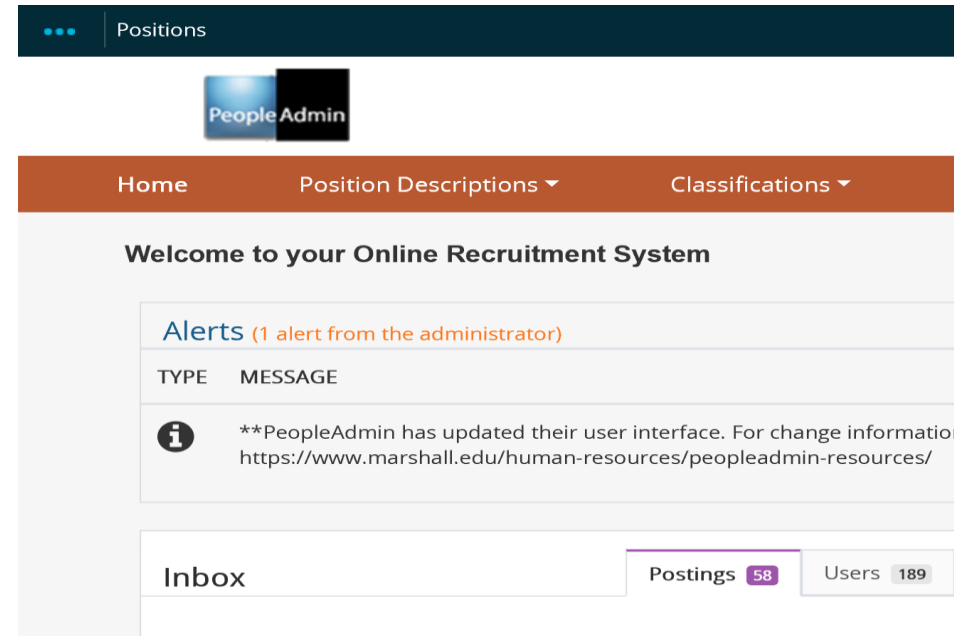 Positions
PeopleAdmin
Home Position Descriptions Classifications
Welcome to your Online Recruitment System
Alerts (1 alert from the administrator)
TYPE MESSAGE
**PeopleAdmin has updated their user interface. For change informatio
https://www.marshall.edu/human-resources/peopleadmin-resources/
Inbox Postings 58 Users 189